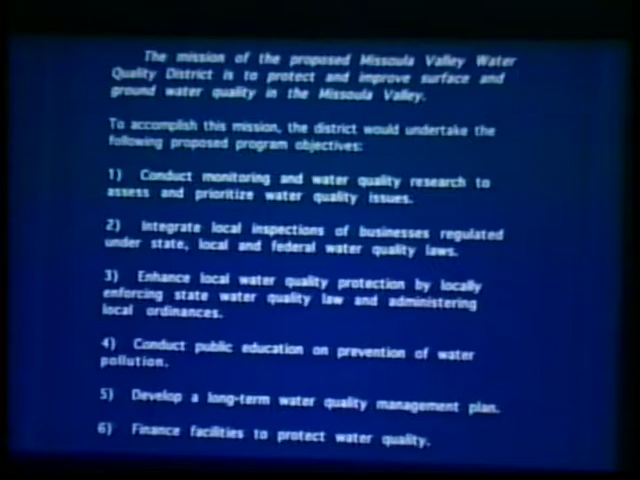 The mission of the proposed Missoula Valley Water
Quality District is to protect and improve surface and
ground water quality in the Missoula Valley.
To accomplish this mission, the district would undertake the
following proposed program objectives:
1) Conduct monitoring and water quality research to
assess and prioritize water quality issues.
2) Integrate local inspections of businesses regulated
under state, local and federal water quality laws.
3) Enhance local water quality protection by locally
enforcing state water quality law and administering
local ordinances.
4) Conduct public education on prevention of water
pollution.
5) Develop a long-term water quality management plan.
6) Finance facilities to protect water quality.